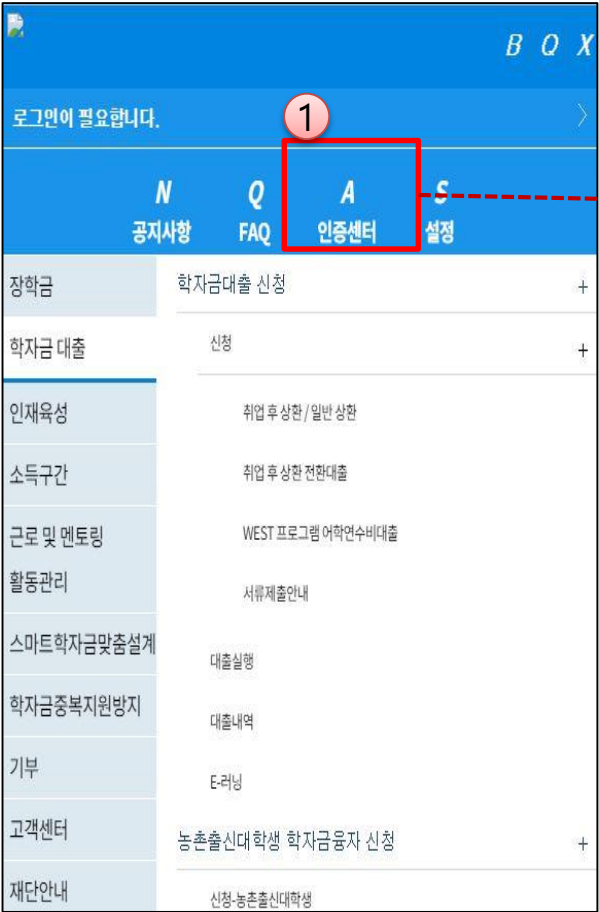 B Q X
로그인이 필요합니다.
1
N Q A S
공지사항 FAQ 인증센터 설정
장학금
학자금 대출
인재육성
소득구간
근로 및 멘토링
활동관리
스마트학자금맞춤설계
학자금중복지원방지
기부
고객센터
재단안내
학자금대출 신청 +
신청 +
취업 후 상환 / 일반 상환
취업 후 상환 전환대출
WEST 프로그램 어학연수비대출
서류제출안내
대출실행
대출내역
E-러닝
농촌출신대학생 학자금융자 신청 +
신청-농촌출신대학생